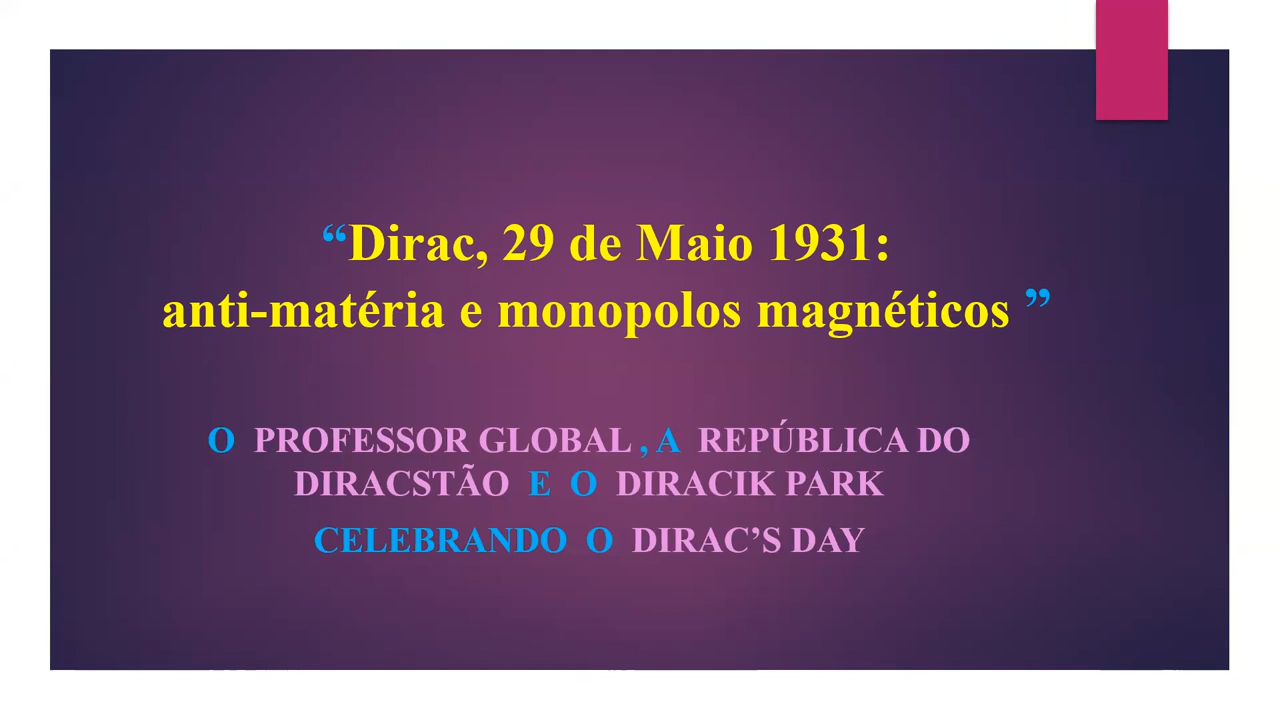 “Dirac, 29 de Maio 1931:
anti-matéria e monopolos magnéticos ”
O PROFESSOR GLOBAL , A REPÚBLICA DO
DIRACSTÃO E O DIRACIK PARK
CELEBRANDO O DIRAC’S DAY